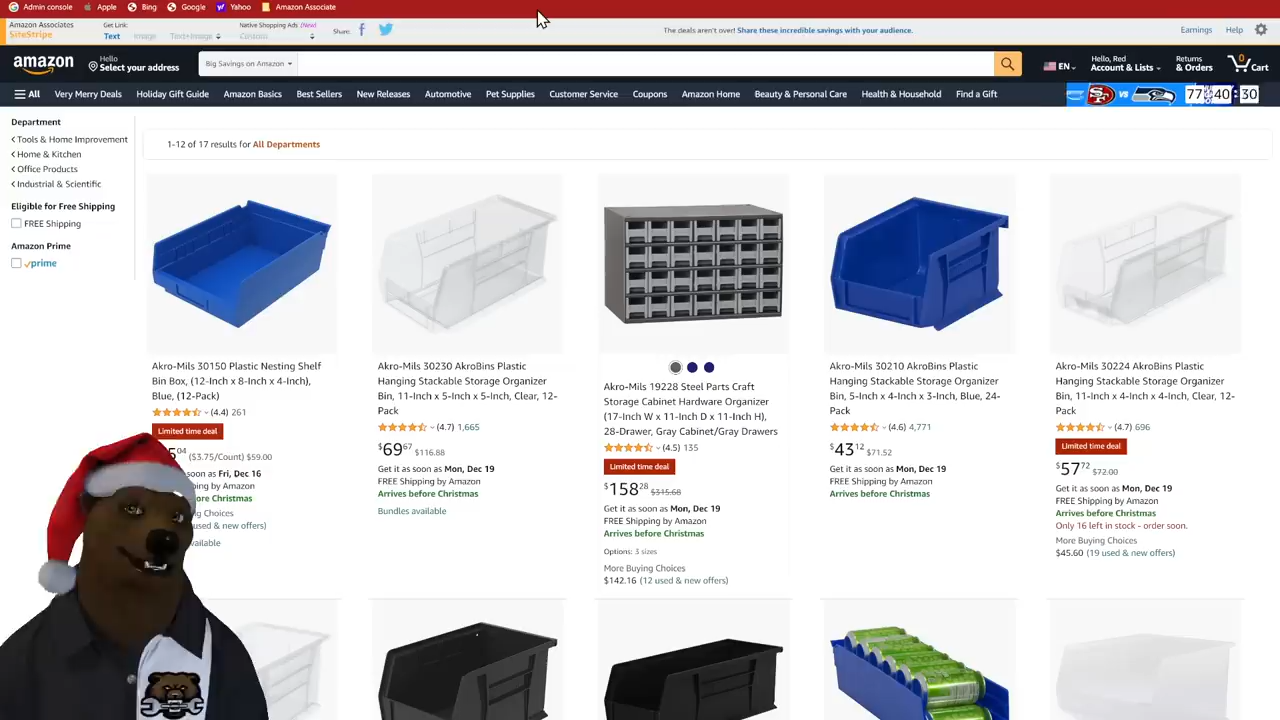 Admin console
Apple
Bing
Google
Yahoo
Amazon Associate
Amazon Associates
SiteStripe
Get Link:
Text
Image
Text+Image
Native Shopping Ads (New!)
Custom
Share:
The deals aren't over! Share these incredible savings with your audience.
Earnings
Help
amazon
Hello
Select your address
Big Savings on Amazon
EN
Hello, Red
Account & Lists
Returns
& Orders
0
Cart
All
Very Merry Deals
Holiday Gift Guide
Amazon Basics
Best Sellers
New Releases
Automotive
Pet Supplies
Customer Service
Coupons
Amazon Home
Beauty & Personal Care
Health & Household
Find a Gift
VS
77:40:30
Department
Tools & Home Improvement
Home & Kitchen
Office Products
Industrial & Scientific
Eligible for Free Shipping
FREE Shipping
Amazon Prime
prime
1-12 of 17 results for All Departments
Akro-Mils 30150 Plastic Nesting Shelf
Bin Box, (12-Inch x 8-Inch x 4-Inch),
Blue, (12-Pack)
(4.4) 261
Limited time deal
04 ($3.75/Count) $59.00
soon as Fri, Dec 16
ping by Amazon
ore Christmas
ng Choices
used & new offers)
vailable
Akro-Mils 30230 AkroBins Plastic
Hanging Stackable Storage Organizer
Bin, 11-Inch x 5-Inch x 5-Inch, Clear, 12-
Pack
(4.7) 1,665
$69.67 $116.88
Get it as soon as Mon, Dec 19
FREE Shipping by Amazon
Arrives before Christmas
Bundles available
Akro-Mils 19228 Steel Parts Craft
Storage Cabinet Hardware Organizer
(17-Inch W x 11-Inch D x 11-Inch H),
28-Drawer, Gray Cabinet/Gray Drawers
(4.5) 135
Limited time deal
$158.28 $315.68
Get it as soon as Mon, Dec 19
FREE Shipping by Amazon
Arrives before Christmas
Options: 3 sizes
More Buying Choices
$142.16 (12 used & new offers)
Akro-Mils 30210 AkroBins Plastic
Hanging Stackable Storage Organizer
Bin, 5-Inch x 4-Inch x 3-Inch, Blue, 24-
Pack
(4.6) 4,771
$43.12 $71.52
Get it as soon as Mon, Dec 19
FREE Shipping by Amazon
Arrives before Christmas
Akro-Mils 30224 AkroBins Plastic
Hanging Stackable Storage Organizer
Bin, 11-Inch x 4-Inch x 4-Inch, Clear, 12-
Pack
(4.7) 696
Limited time deal
$57.72 $72.00
Get it as soon as Mon, Dec 19
FREE Shipping by Amazon
Arrives before Christmas
Only 16 left in stock - order soon.
More Buying Choices
$45.60 (19 used & new offers)